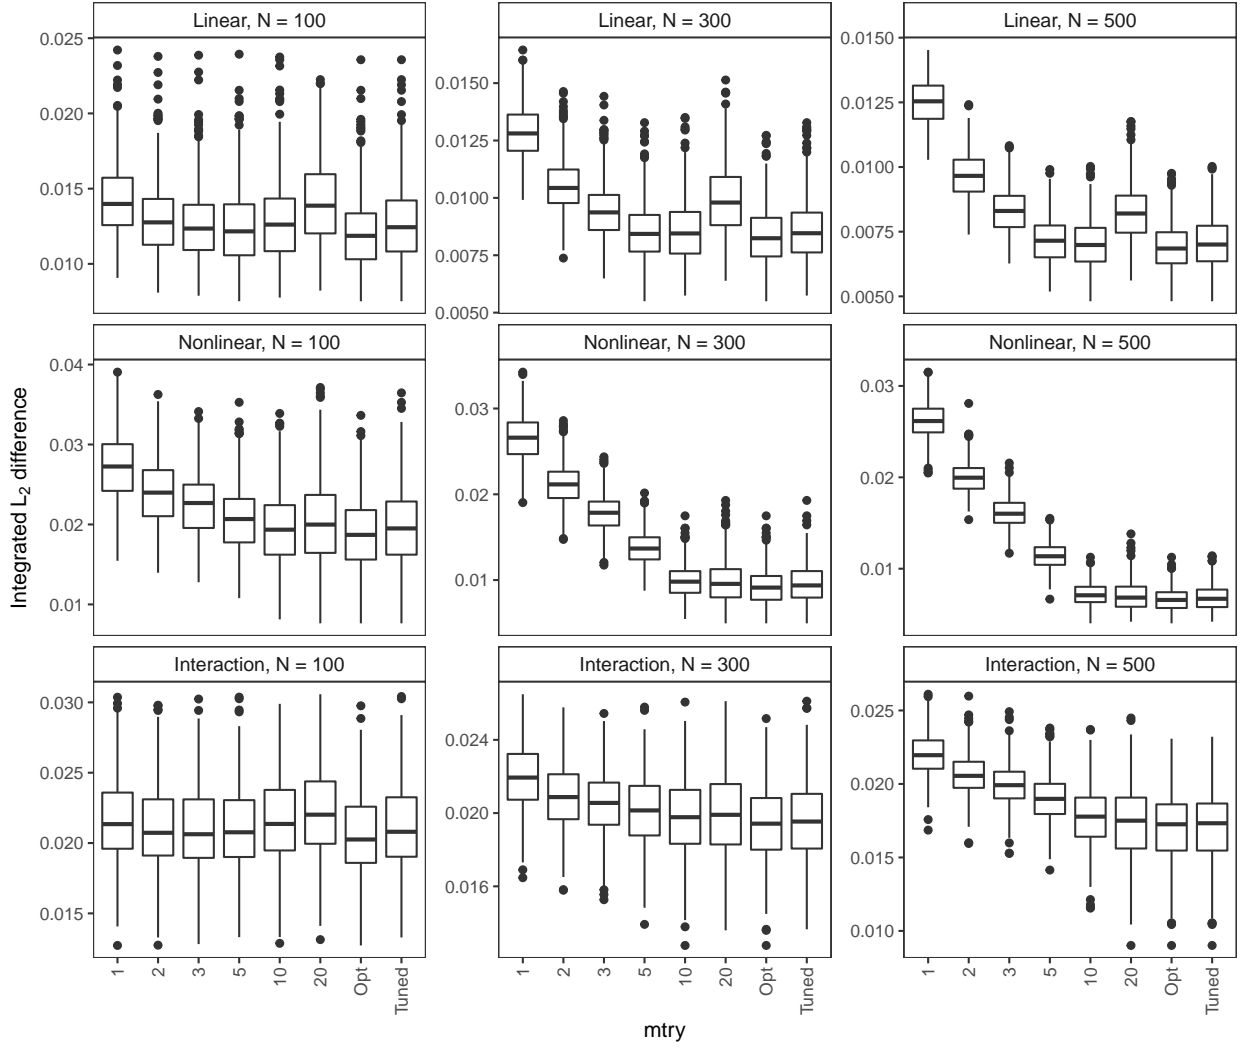 Linear, N = 100
Linear, N = 300
Linear, N = 500
0.025
0.020
0.015
0.010
0.0150
0.0125
0.0100
0.0075
0.0050
0.0150
0.0125
0.0100
0.0075
0.0050
Nonlinear, N = 100
Nonlinear, N = 300
Nonlinear, N = 500
0.04
0.03
0.02
0.01
0.03
0.02
0.01
0.03
0.02
0.01
Interaction, N = 100
Interaction, N = 300
Interaction, N = 500
0.030
0.025
0.020
0.015
0.024
0.020
0.016
0.025
0.020
0.015
0.010
Integrated L₂ difference
1 2 3 5 10 20 Opt Tuned
1 2 3 5 10 20 Opt Tuned
1 2 3 5 10 20 Opt Tuned
mtry